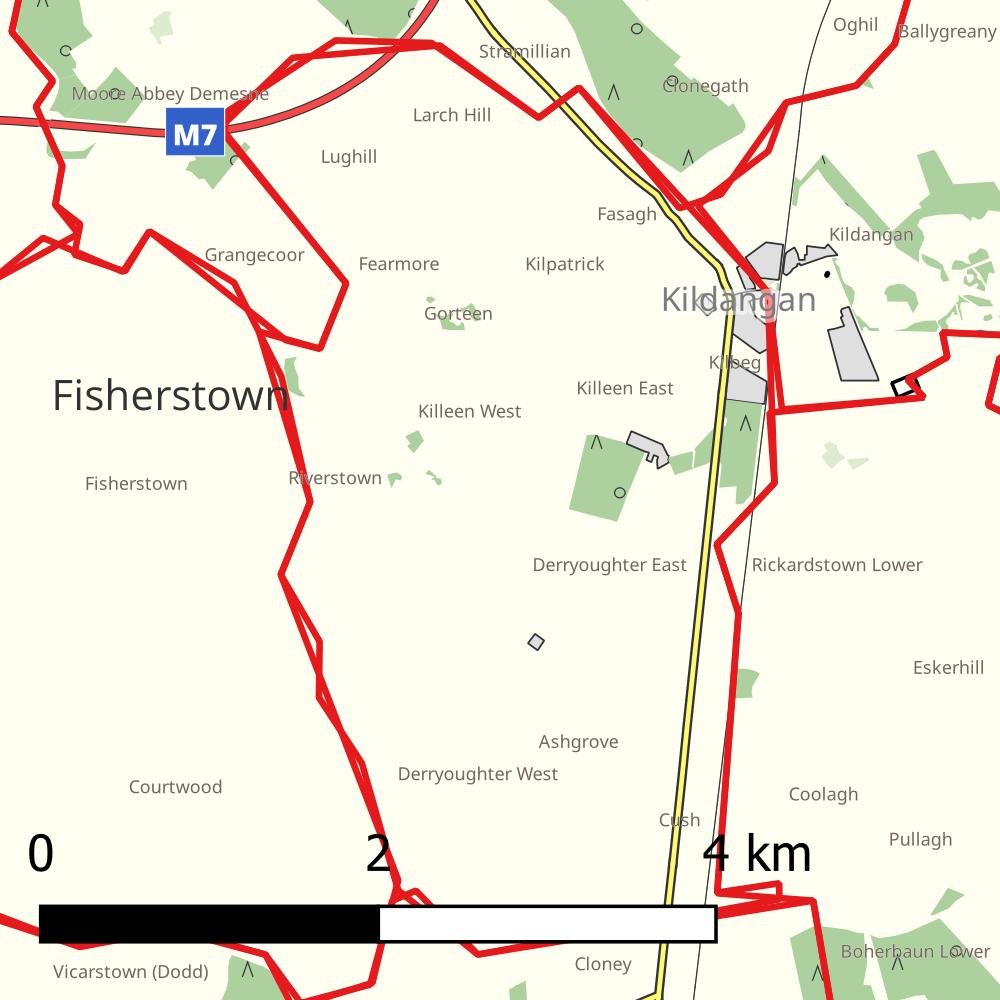 Oghil
Ballygreany
Stramillian
Clonegath
Moore Abbey Demesne
Larch Hill
M7
Lughill
Fasagh
Kildangan
Grangecoor
Fearmore
Kilpatrick
Kildangan
Gorteen
Kilbeg
Killeen East
Fisherstown
Killeen West
Riverstown
Fisherstown
Derryoughter East
Rickardstown Lower
Eskerhill
Ashgrove
Derryoughter West
Courtwood
Coolagh
Cush
Pullagh
0 2 4 km
Boherbaun Lower
Cloney
Vicarstown (Dodd)